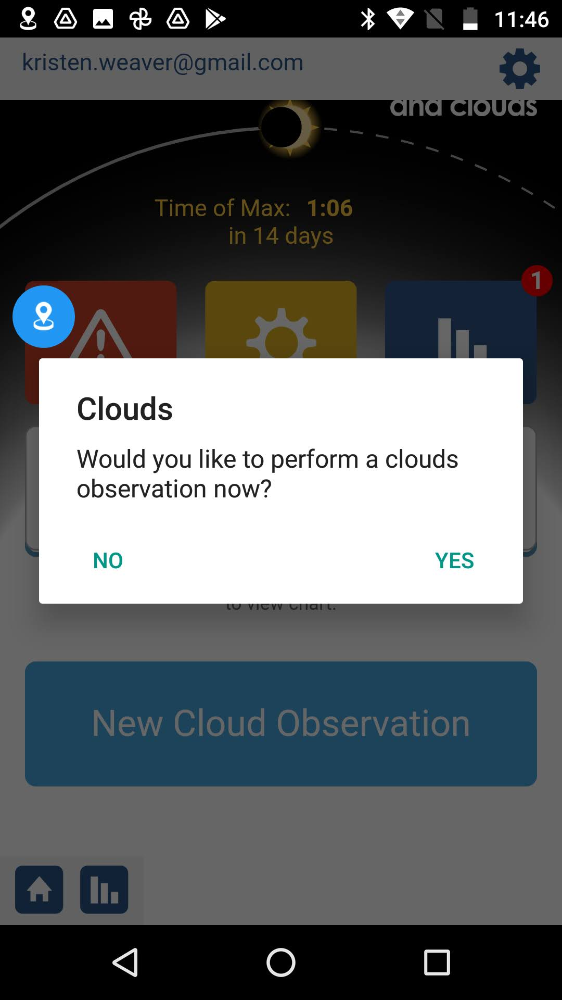 11:46
kristen.weaver@gmail.com
and clouds
Time of Max: 1:06
in 14 days
1
Clouds
Would you like to perform a clouds
observation now?
NO
YES
to view chart.
New Cloud Observation